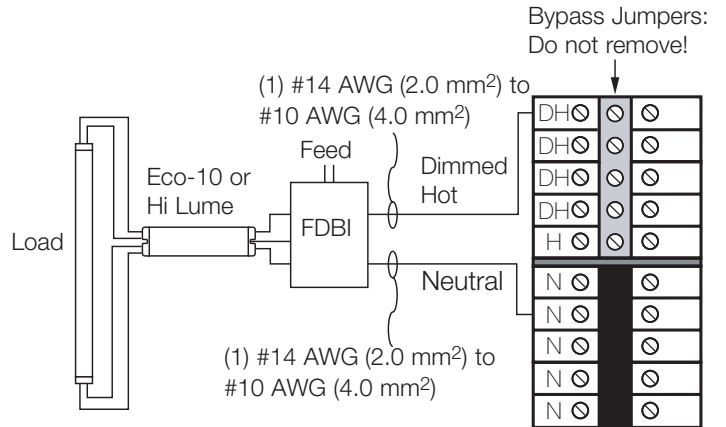 Bypass Jumpers:
Do not remove!
(1) #14 AWG (2.0 mm²) to
#10 AWG (4.0 mm²)
Feed
Eco-10 or
Hi Lume
Load
FDBI
Dimmed
Hot
Neutral
(1) #14 AWG (2.0 mm²) to
#10 AWG (4.0 mm²)
DH
DH
DH
DH
H
N
N
N
N
N